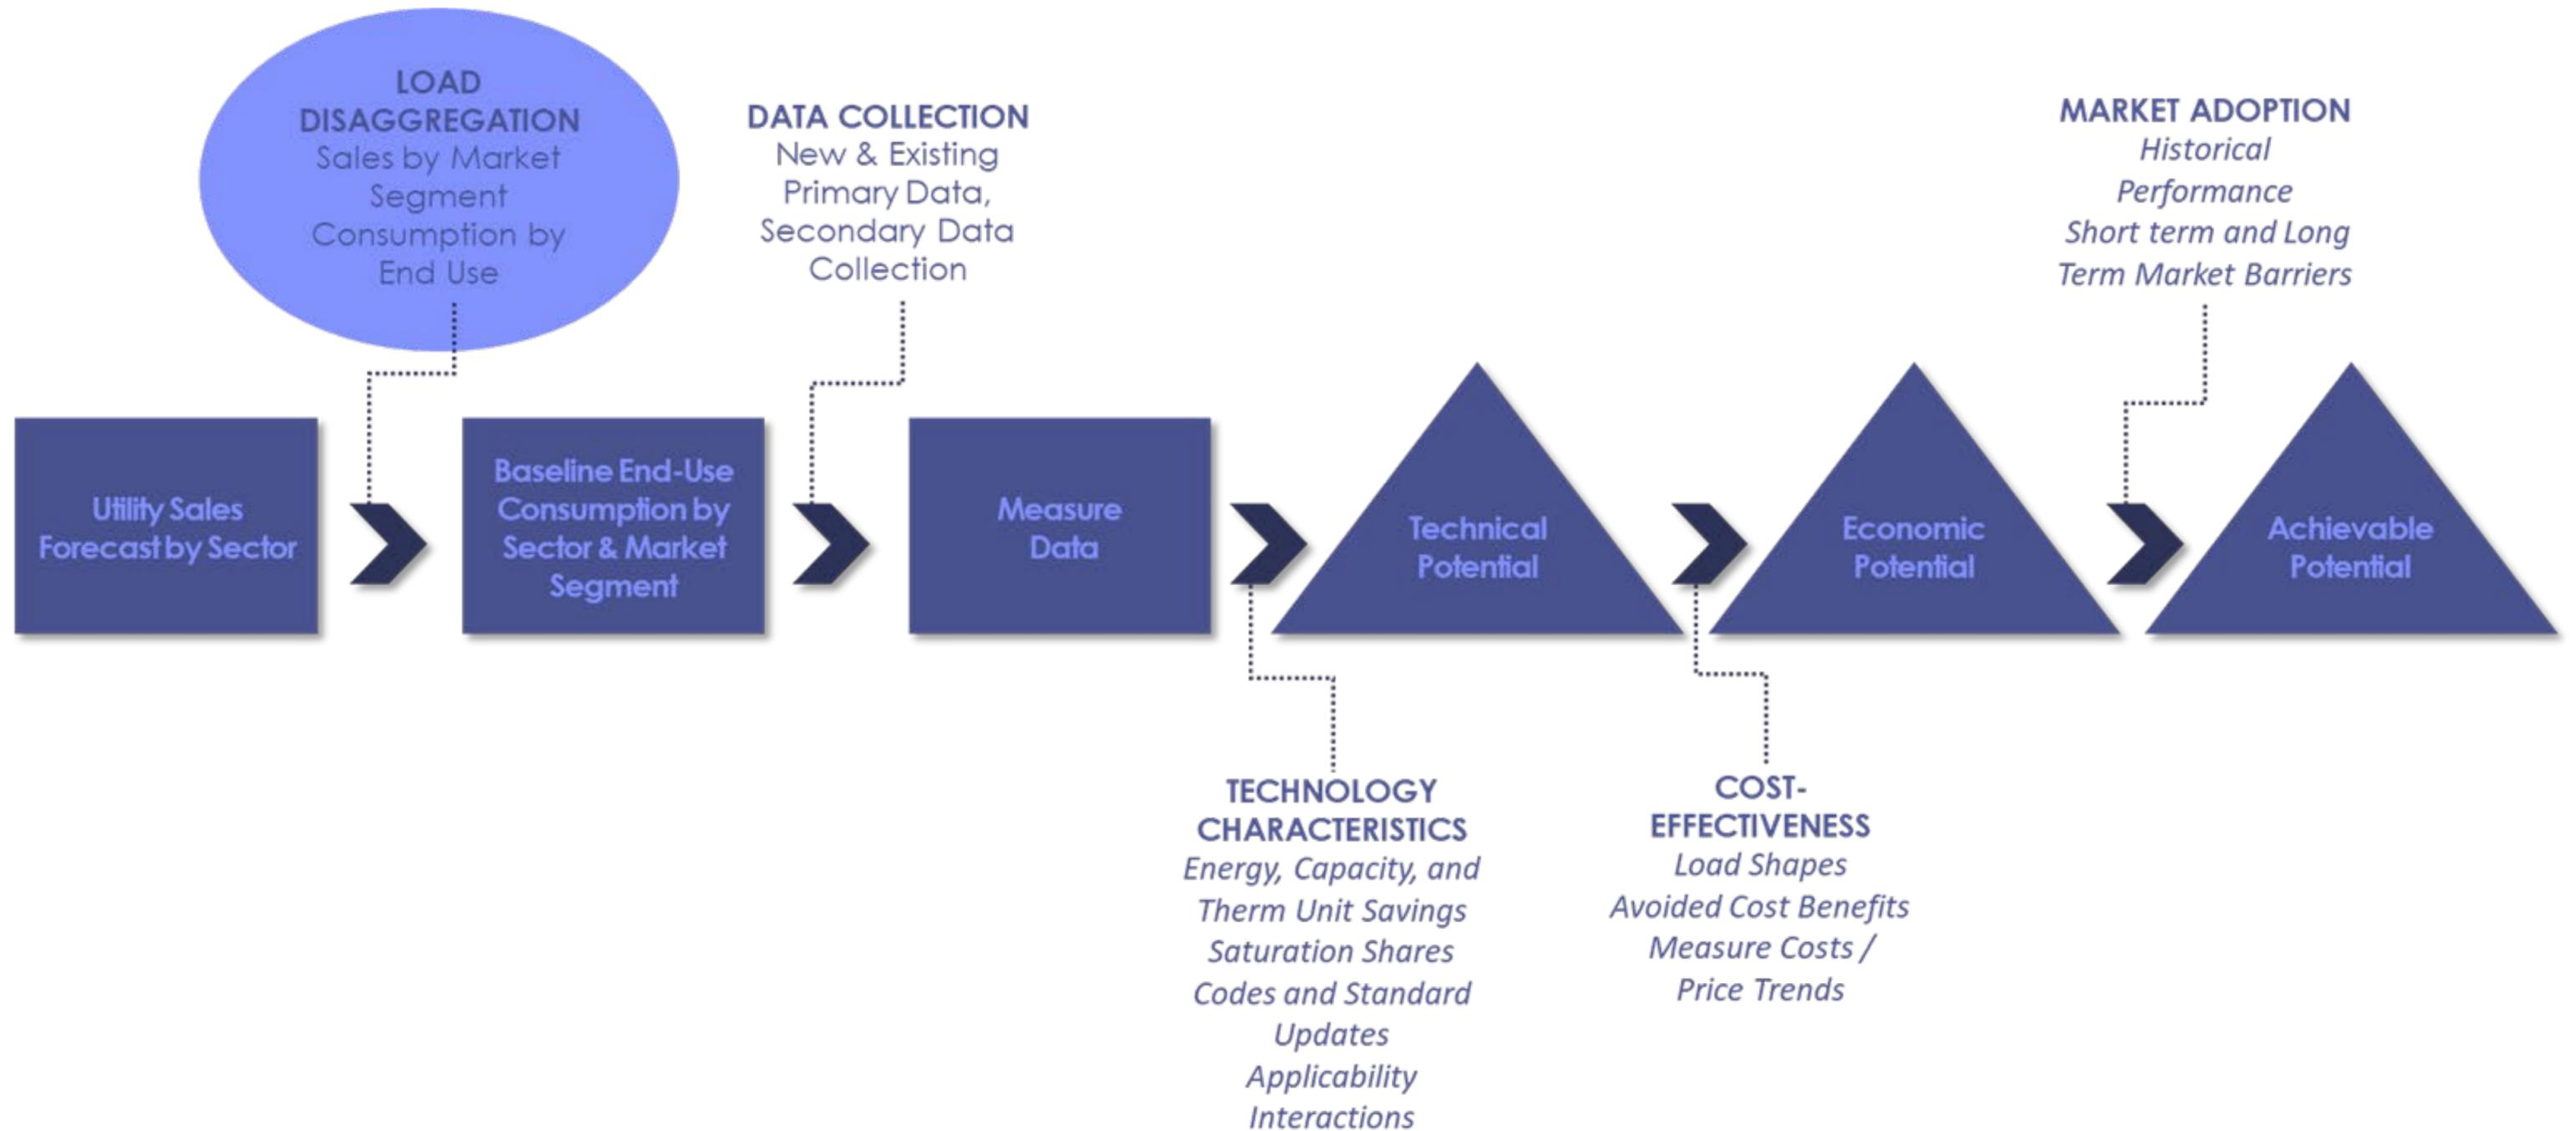 LOAD
DISAGGREGATION
Sales by Market
Segment
Consumption by
End Use
DATA COLLECTION
New & Existing
Primary Data,
Secondary Data
Collection
MARKET ADOPTION
Historical
Performance
Short term and Long
Term Market Barriers
Utility Sales
Forecast by Sector
Baseline End-Use
Consumption by
Sector & Market
Segment
Measure
Data
Technical
Potential
Economic
Potential
Achievable
Potential
TECHNOLOGY
CHARACTERISTICS
Energy, Capacity, and
Therm Unit Savings
Saturation Shares
Codes and Standard
Updates
Applicability
Interactions
COST-
EFFECTIVENESS
Load Shapes
Avoided Cost Benefits
Measure Costs /
Price Trends